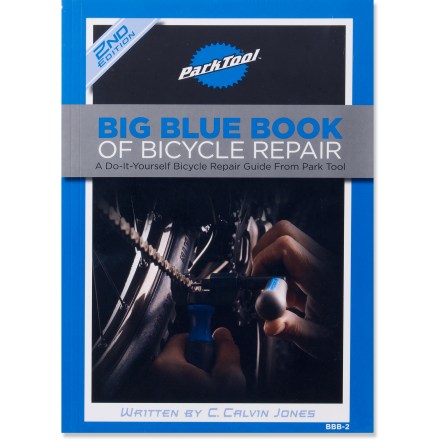 2ND
EDITION
ParkTool
BIG BLUE BOOK
OF BICYCLE REPAIR
A Do-It-Yourself Bicycle Repair Guide From Park Tool
WRITTEN BY C. CALVIN JONES
BBB-2